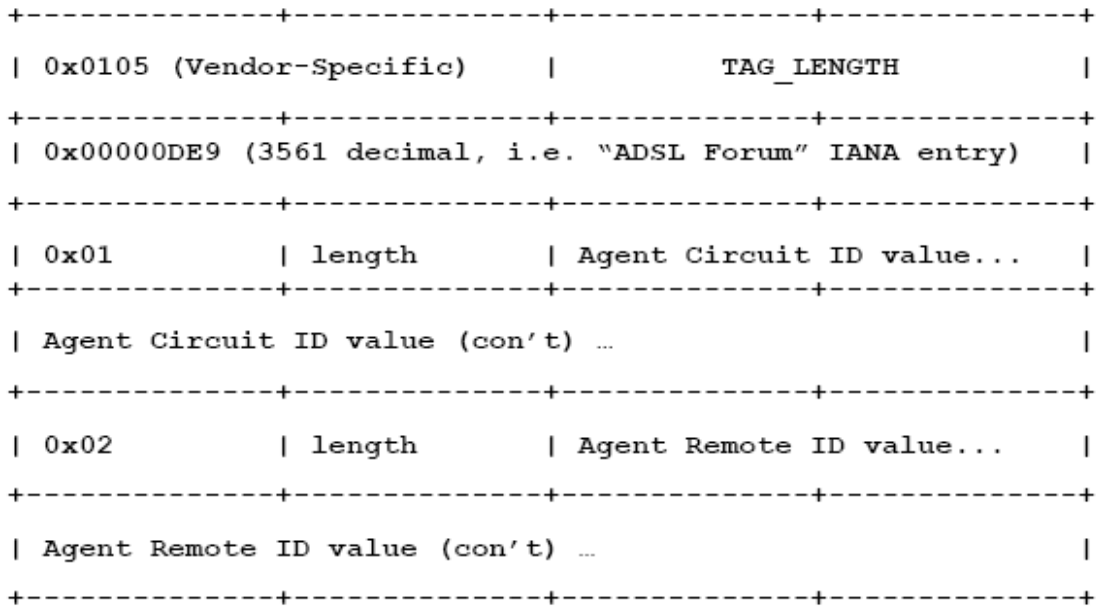 +--------------+-------------+-------------+--------------+
| 0x0105 (Vendor-Specific) | TAG_LENGTH |
+--------------+-------------+-------------+--------------+
| 0x00000DE9 (3561 decimal, i.e. “ADSL Forum” IANA entry) |
+--------------+-------------+-------------+--------------+
| 0x01 | length | Agent Circuit ID value... |
+--------------+-------------+-------------+--------------+
| Agent Circuit ID value (con’t) … |
+--------------+-------------+-------------+--------------+
| 0x02 | length | Agent Remote ID value... |
+--------------+-------------+-------------+--------------+
| Agent Remote ID value (con’t) … |
+--------------+-------------+-------------+--------------+